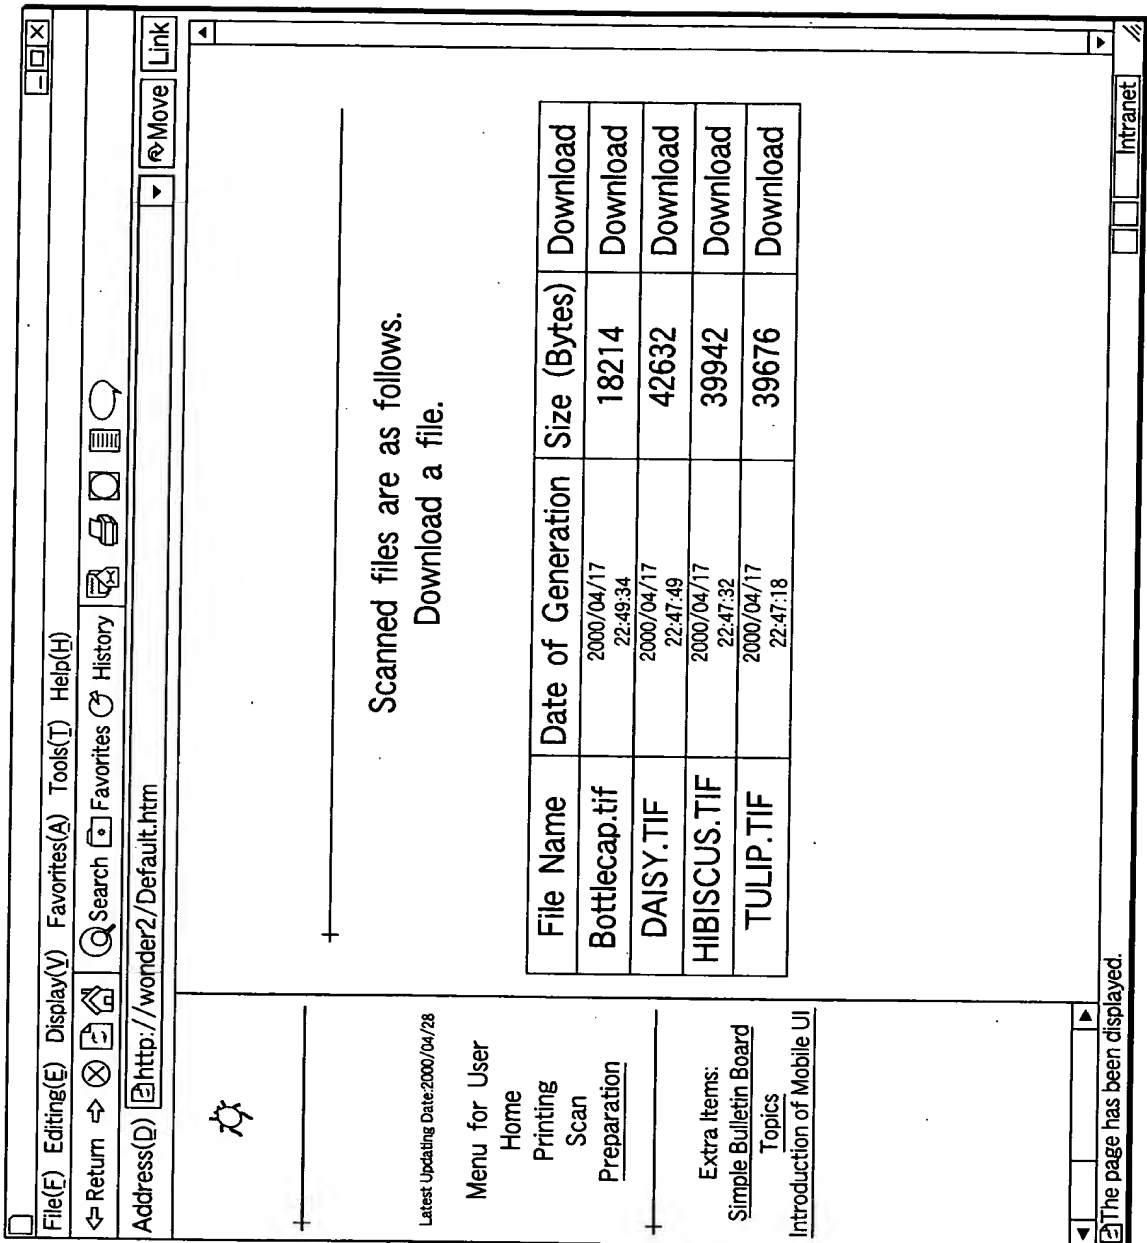 File(F) Editing(E) Display(V) Favorites(A) Tools(T) Help(H)
Return Search Favorites History
Address(D) http://wonder2/Default.htm Move Link
Latest Updating Date:2000/04/28
Menu for User
Home
Printing
Scan
Preparation
Extra Items:
Simple Bulletin Board
Topics
Introduction of Mobile UI
Scanned files are as follows.
Download a file.
File Name Date of Generation Size (Bytes) Download
Bottlecap.tif 2000/04/17 22:49:34 18214 Download
DAISY.TIF 2000/04/17 22:47:49 42632 Download
HIBISCUS.TIF 2000/04/17 22:47:32 39942 Download
TULIP.TIF 2000/04/17 22:47:18 39676 Download
The page has been displayed. Intranet